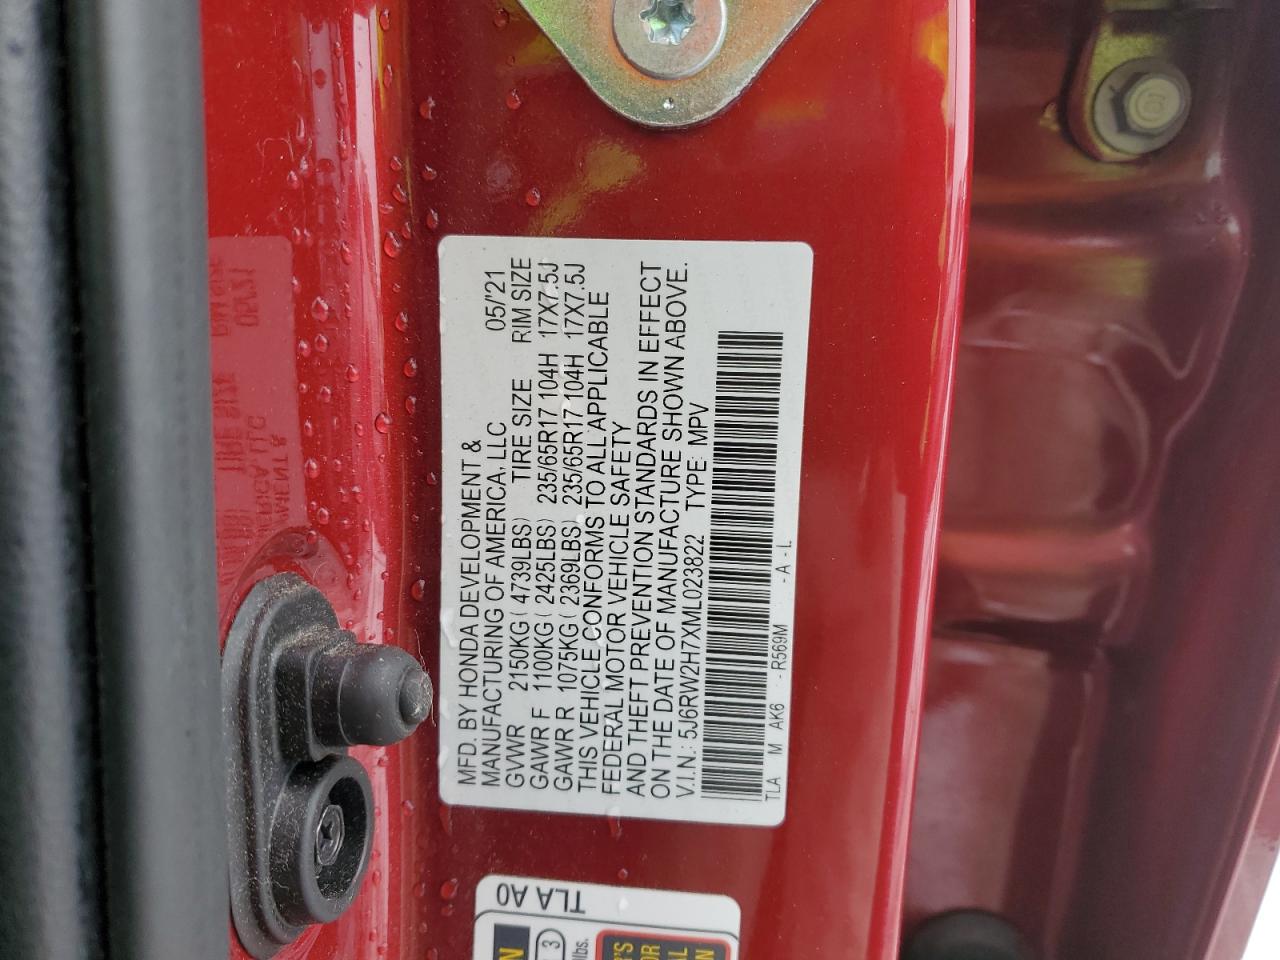 MFD. BY HONDA DEVELOPMENT &
MANUFACTURING OF AMERICA, LLC 05/'21
GVWR 2150KG ( 4739LBS) TIRE SIZE RIM SIZE
GAWR F 1100KG ( 2425LBS) 235/65R17 104H 17X7.5J
GAWR R 1075KG ( 2369LBS) 235/65R17 104H 17X7.5J
THIS VEHICLE CONFORMS TO ALL APPLICABLE
FEDERAL MOTOR VEHICLE SAFETY
AND THEFT PREVENTION STANDARDS IN EFFECT
ON THE DATE OF MANUFACTURE SHOWN ABOVE.
V.I.N.: 5J6RW2H7XML023822 TYPE: MPV
TLA M AK6 - R569M - A - L
TLA A0
3
lbs.